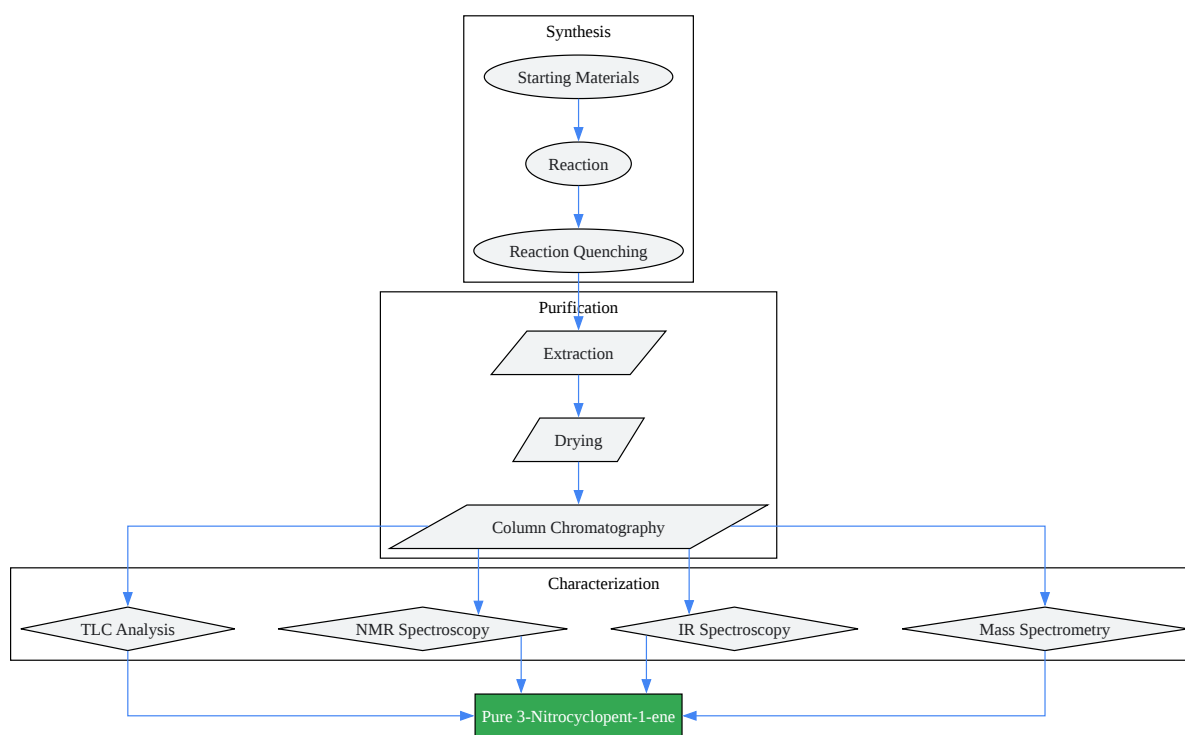 Synthesis
Starting Materials
Reaction
Reaction Quenching
Purification
Extraction
Drying
Column Chromatography
Characterization
TLC Analysis
NMR Spectroscopy
IR Spectroscopy
Mass Spectrometry
Pure 3-Nitrocyclopent-1-ene